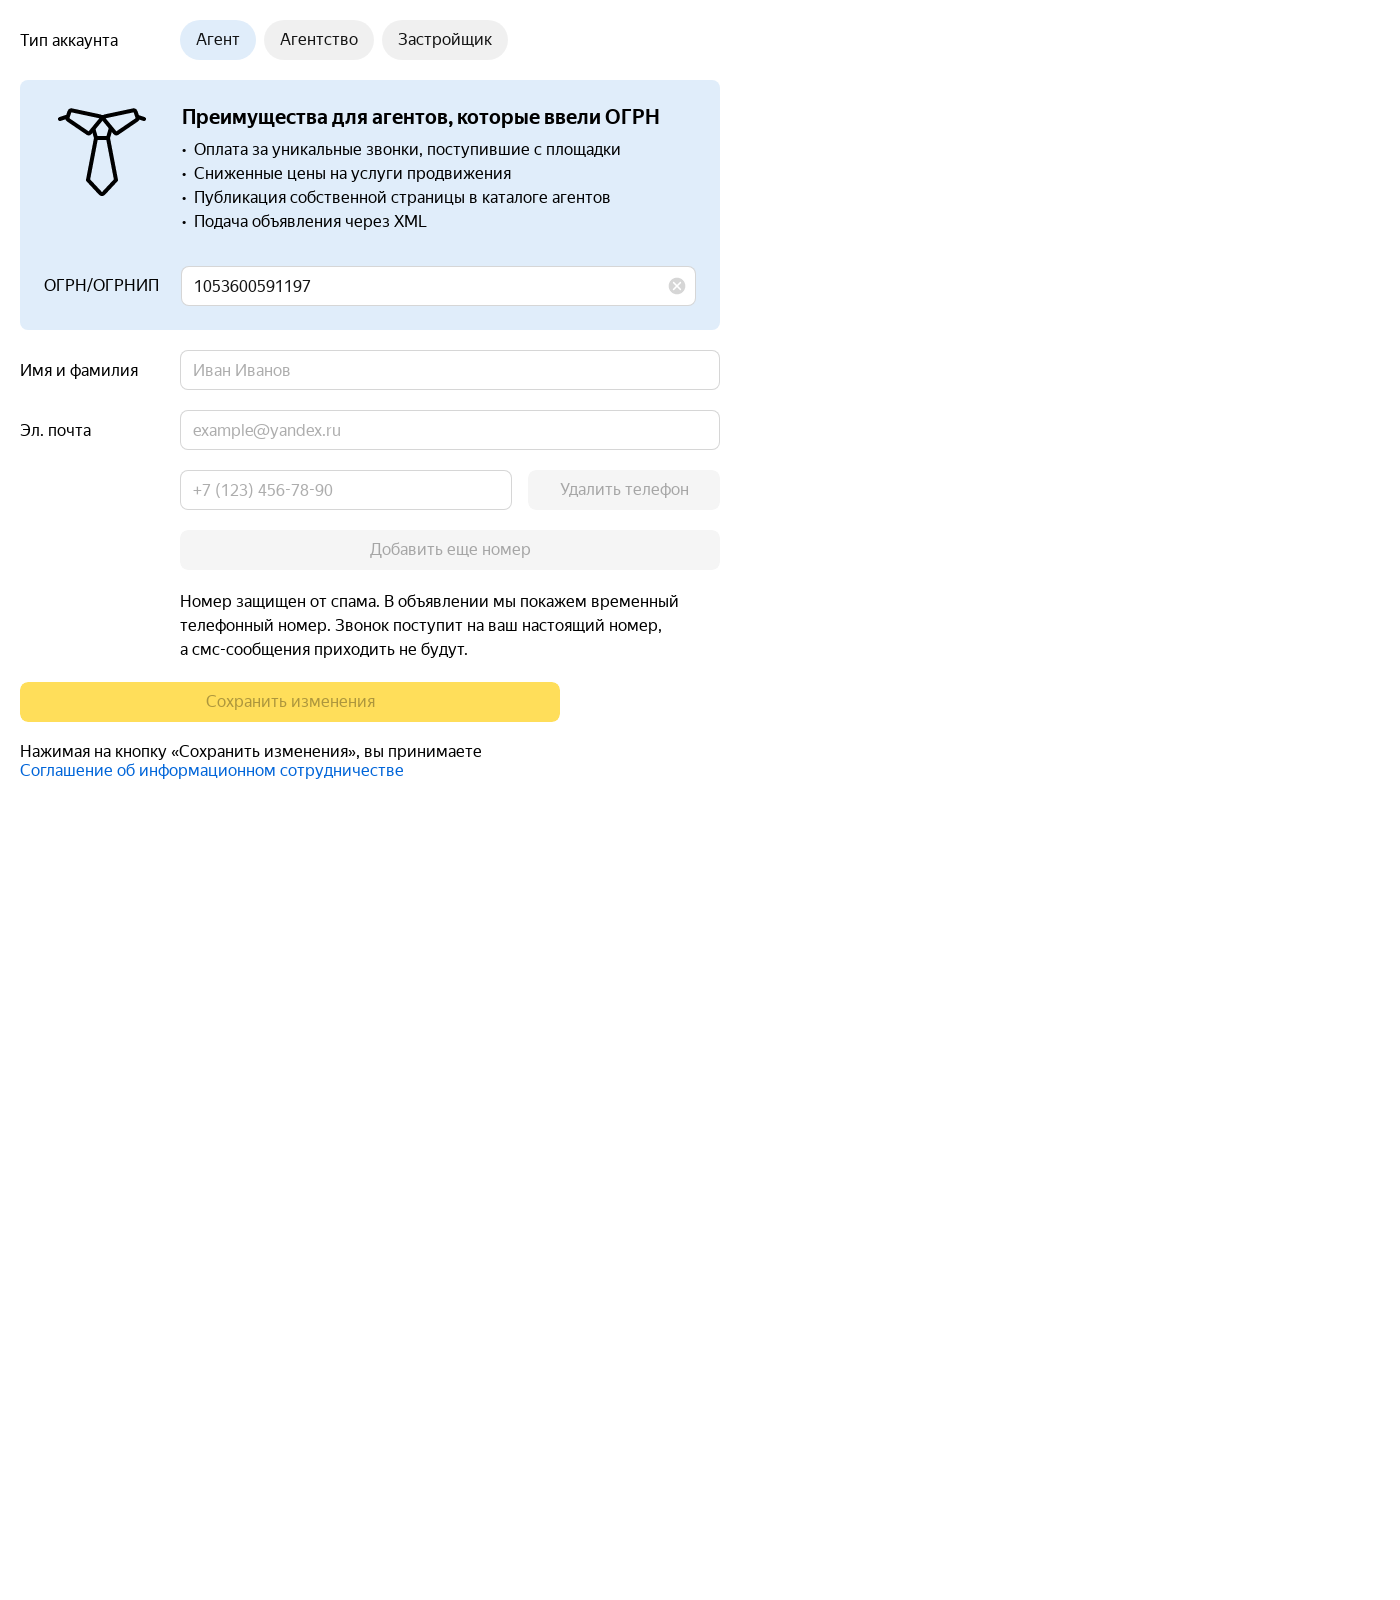 Тип аккаунта
Агент
Агентство
Застройщик
Преимущества для агентов, которые ввели ОГРН
• Оплата за уникальные звонки, поступившие с площадки
• Сниженные цены на услуги продвижения
• Публикация собственной страницы в каталоге агентов
• Подача объявления через XML
ОГРН/ОГРНИП
1053600591197
Имя и фамилия
Иван Иванов
Эл. почта
example@yandex.ru
+7 (123) 456-78-90
Удалить телефон
Добавить еще номер
Номер защищен от спама. В объявлении мы покажем временный
телефонный номер. Звонок поступит на ваш настоящий номер,
а смс-сообщения приходить не будут.
Сохранить изменения
Нажимая на кнопку «Сохранить изменения», вы принимаете
Соглашение об информационном сотрудничестве